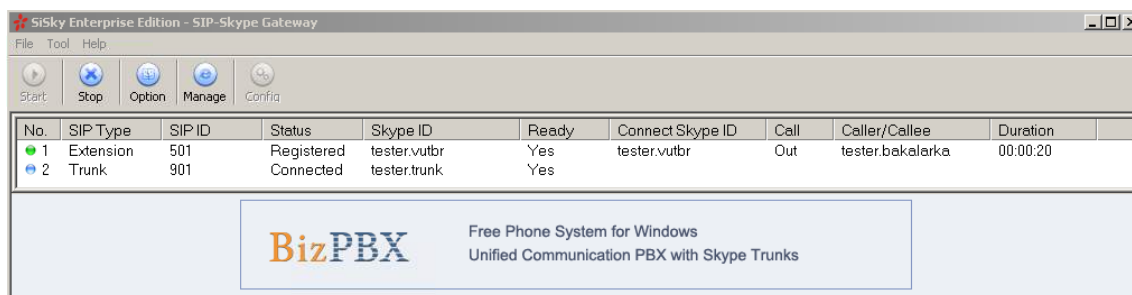 SiSky Enterprise Edition - SIP-Skype Gateway
File Tool Help
Start Stop Option Manage Config
No. SIP Type SIP ID Status Skype ID Ready Connect Skype ID Call Caller/Callee Duration
1 Extension 501 Registered tester.vutbr Yes tester.vutbr Out tester.bakalarka 00:00:20
2 Trunk 901 Connected tester.trunk Yes
BizPBX
Free Phone System for Windows
Unified Communication PBX with Skype Trunks